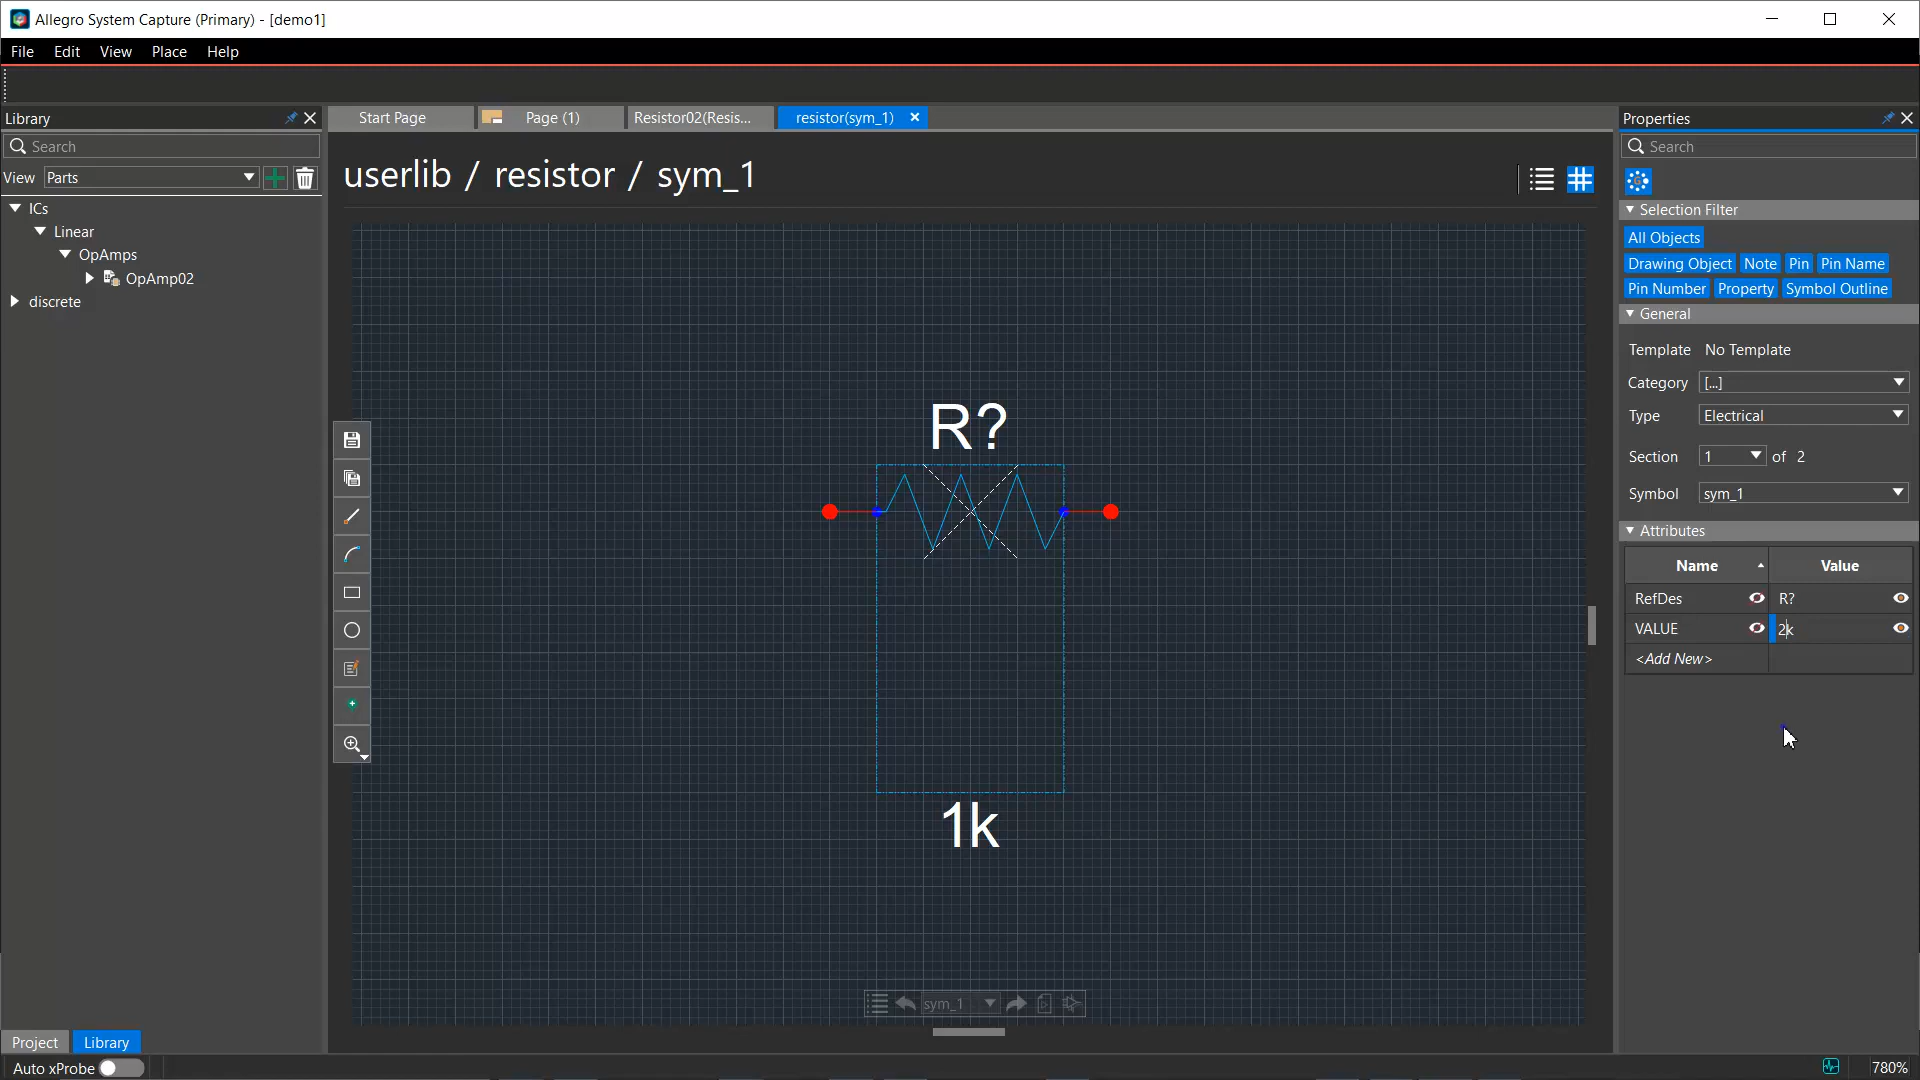 Allegro System Capture (Primary) - [demo1]
File Edit View Place Help
Library
Search
View Parts
ICs
Linear
OpAmps
OpAmp02
discrete
Start Page
Page (1)
Resistor02(Resis...
resistor(sym_1)
userlib / resistor / sym_1
R?
1k
sym_1
Properties
Search
Selection Filter
All Objects
Drawing Object Note Pin Pin Name
Pin Number Property Symbol Outline
General
Template No Template
Category [...]
Type Electrical
Section 1 of 2
Symbol sym_1
Attributes
Name Value
RefDes R?
VALUE 2k
<Add New>
Project Library
Auto xProbe
780%